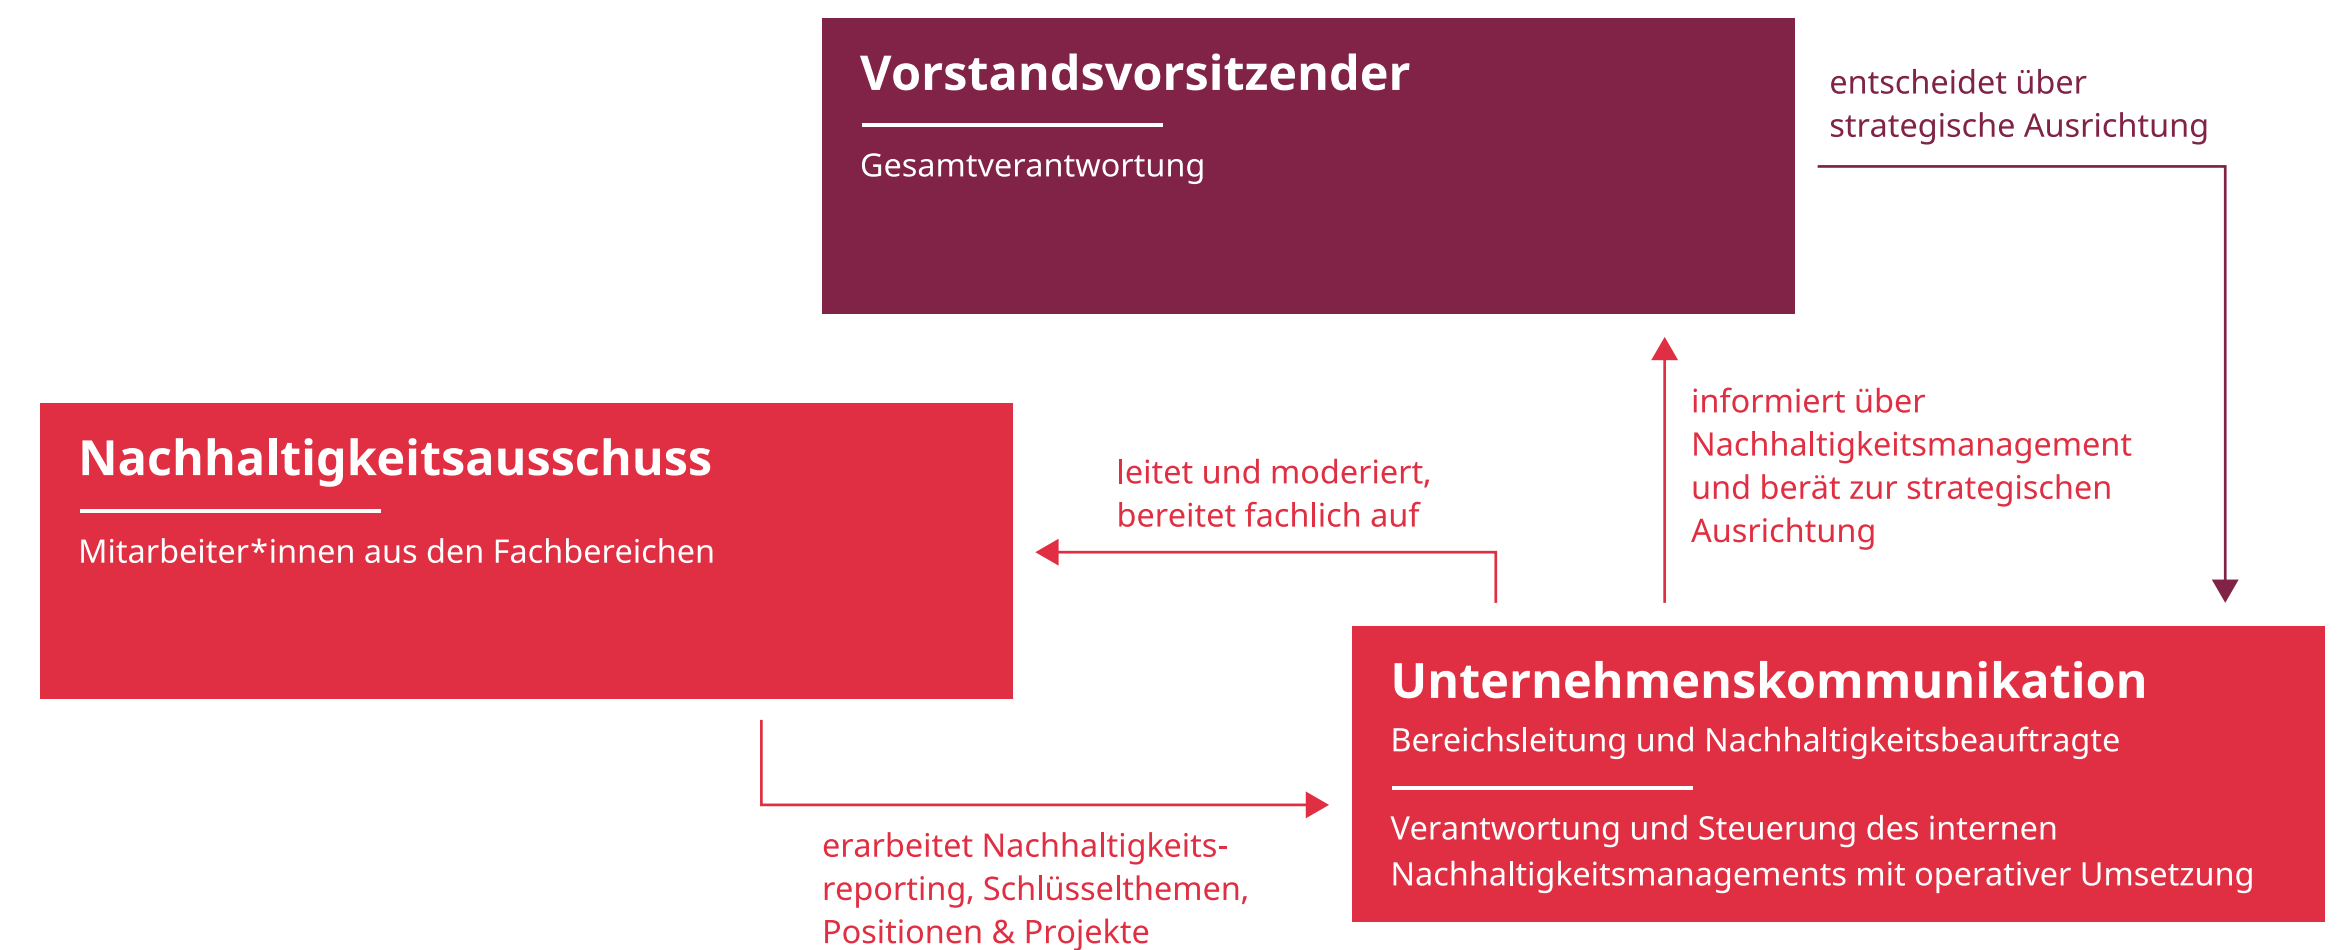 Vorstandsvorsitzender
Gesamtverantwortung
entscheidet über
strategische Ausrichtung
informiert über
Nachhaltigkeitsmanagement
und berät zur strategischen
Ausrichtung
Nachhaltigkeitsausschuss
Mitarbeiter*innen aus den Fachbereichen
leitet und moderiert,
bereitet fachlich auf
Unternehmenskommunikation
Bereichsleitung und Nachhaltigkeitsbeauftragte
Verantwortung und Steuerung des internen
Nachhaltigkeitsmanagements mit operativer Umsetzung
erarbeitet Nachhaltigkeits-
reporting, Schlüsselthemen,
Positionen & Projekte